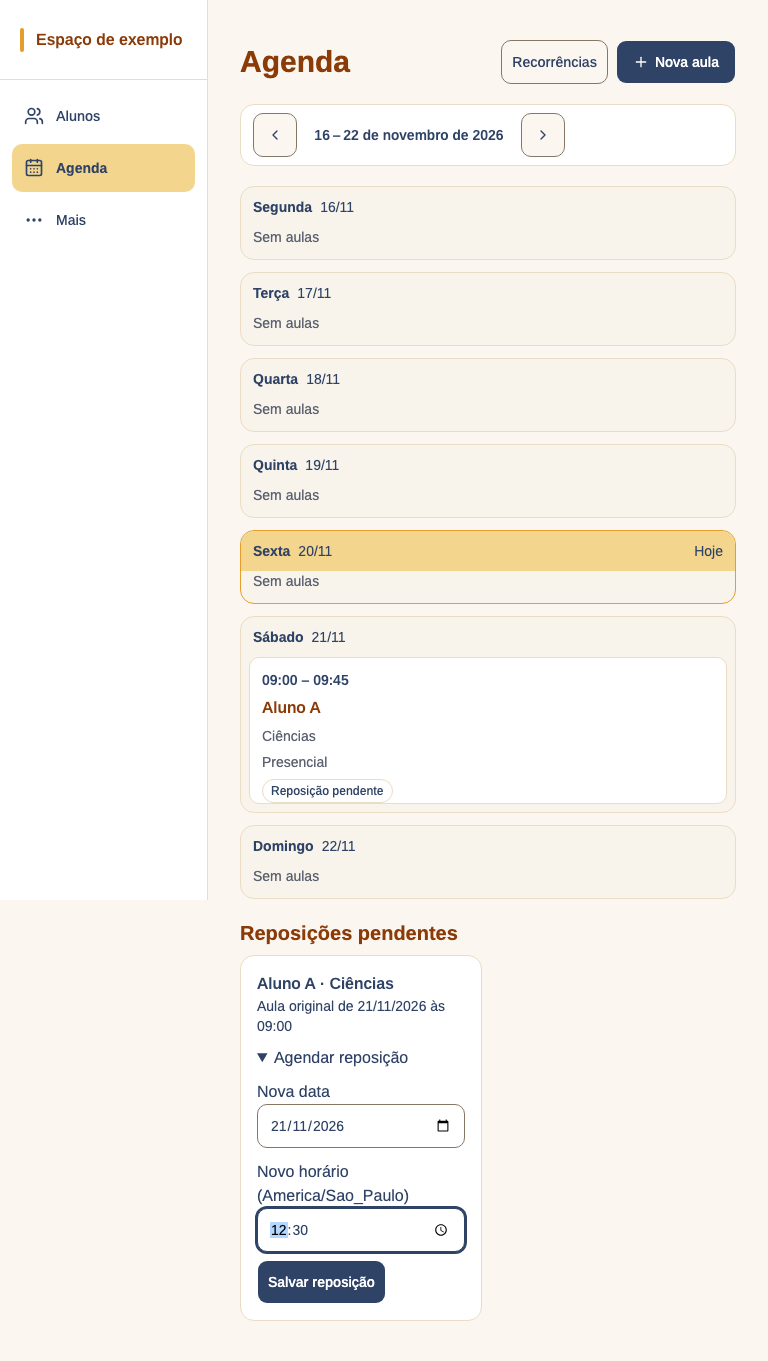 Espaço de exemplo
Alunos
Agenda
Mais
Agenda
Recorrências
Nova aula
16 – 22 de novembro de 2026
Segunda 16/11
Sem aulas
Terça 17/11
Sem aulas
Quarta 18/11
Sem aulas
Quinta 19/11
Sem aulas
Sexta 20/11 Hoje
Sem aulas
Sábado 21/11
09:00 – 09:45
Aluno A
Ciências
Presencial
Reposição pendente
Domingo 22/11
Sem aulas
Reposições pendentes
Aluno A · Ciências
Aula original de 21/11/2026 às
09:00
Agendar reposição
Nova data
21/11/2026
Novo horário
(America/Sao_Paulo)
12:30
Salvar reposição